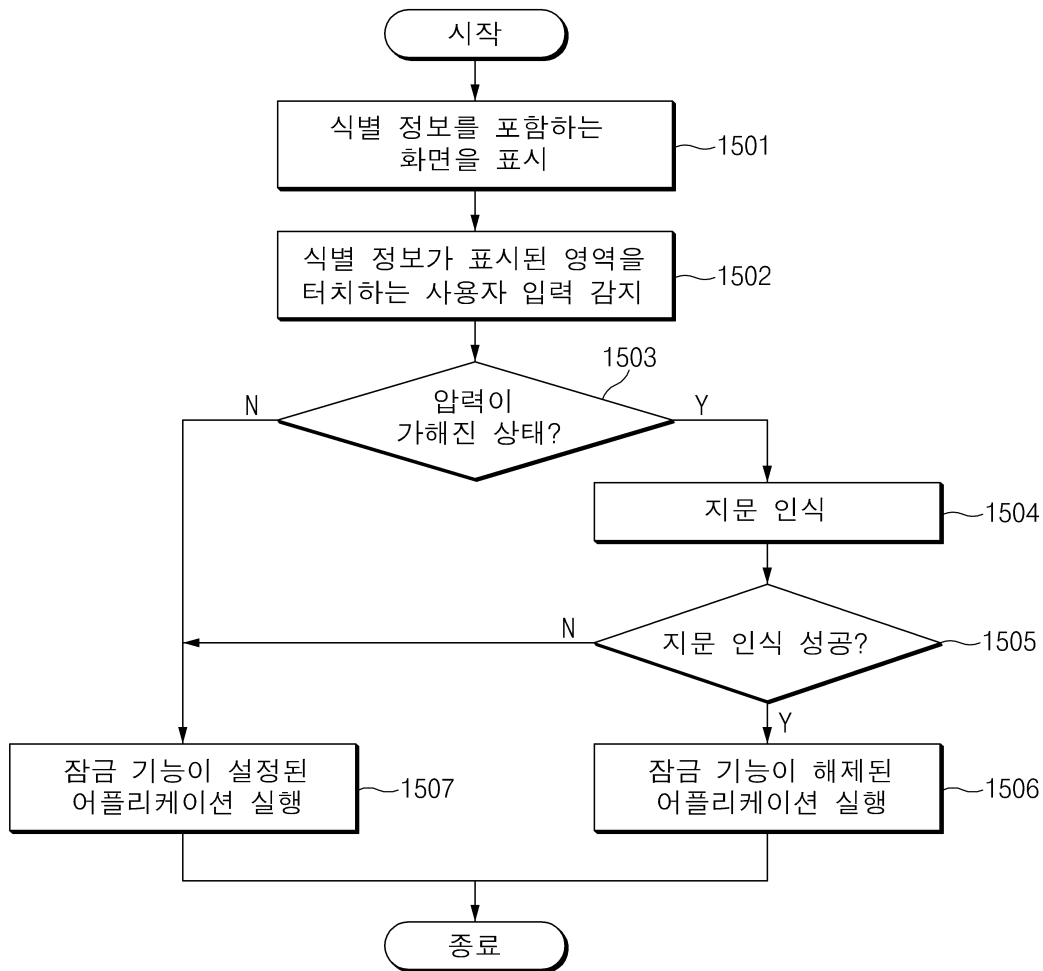 시작
식별 정보를 포함하는
화면을 표시
1501
식별 정보가 표시된 영역을
터치하는 사용자 입력 감지
1502
1503
압력이
가해진 상태?
N
Y
지문 인식
1504
지문 인식 성공?
1505
N
Y
잠금 기능이 설정된
어플리케이션 실행
1507
잠금 기능이 해제된
어플리케이션 실행
1506
종료